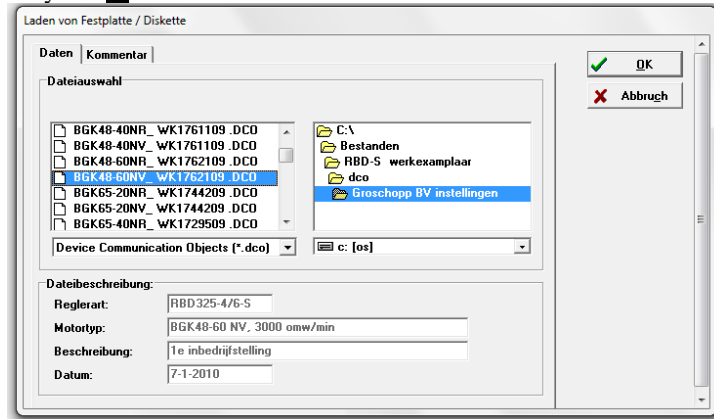 Laden von Festplatte / Diskette
Daten
Kommentar
OK
Abbruch
Dateiauswahl
BGK48-40NR_ WK1761109 .DCO
BGK48-40NV_ WK1761109 .DCO
BGK48-60NR_ WK1762109 .DCO
BGK48-60NV_ WK1762109 .DCO
BGK65-20NR_ WK1744209 .DCO
BGK65-20NV_ WK1744209 .DCO
BGK65-40NR_ WK1729509 .DCO
C:\
Bestanden
RBD-S werkexamplaar
dco
Groschopp BV instellingen
Device Communication Objects (*.dco)
c: [os]
Dateibeschreibung:
Reglerart: RBD325-4/6-S
Motortyp: BGK48-60 NV, 3000 omw/min
Beschreibung: 1e inbedrijfstelling
Datum: 7-1-2010